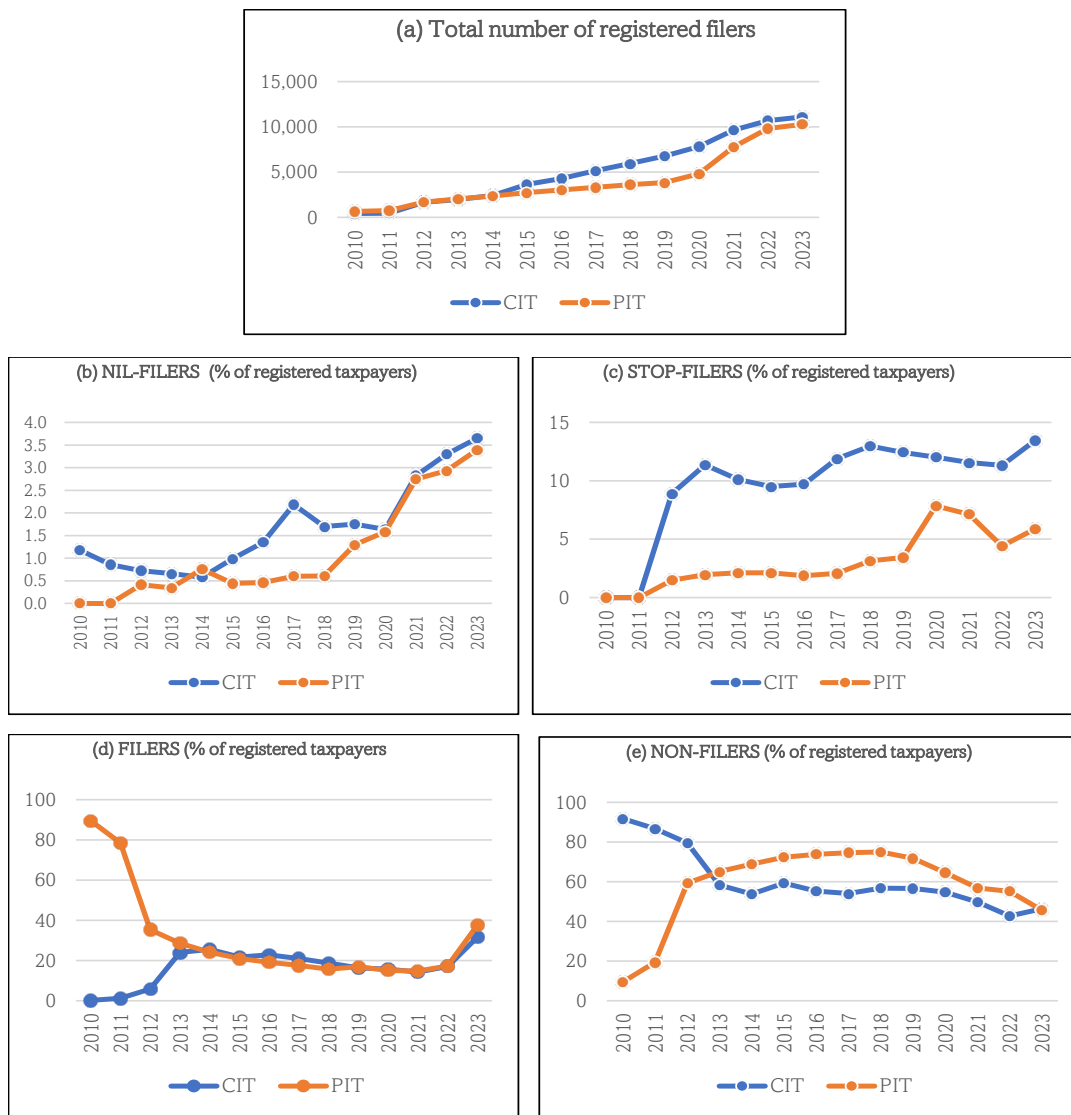 (a) Total number of registered filers
15,000
10,000
5,000
0
2010 2011 2012 2013 2014 2015 2016 2017 2018 2019 2020 2021 2022 2023
CIT PIT
(b) NIL-FILERS (% of registered taxpayers)
4.0
3.5
3.0
2.5
2.0
1.5
1.0
0.5
0.0
2010 2011 2012 2013 2014 2015 2016 2017 2018 2019 2020 2021 2022 2023
CIT PIT
(c) STOP-FILERS (% of registered taxpayers)
15
10
5
0
2010 2011 2012 2013 2014 2015 2016 2017 2018 2019 2020 2021 2022 2023
CIT PIT
(d) FILERS (% of registered taxpayers
100
80
60
40
20
0
2010 2011 2012 2013 2014 2015 2016 2017 2018 2019 2020 2021 2022 2023
CIT PIT
(e) NON-FILERS (% of registered taxpayers)
100
80
60
40
20
0
2010 2011 2012 2013 2014 2015 2016 2017 2018 2019 2020 2021 2022 2023
CIT PIT